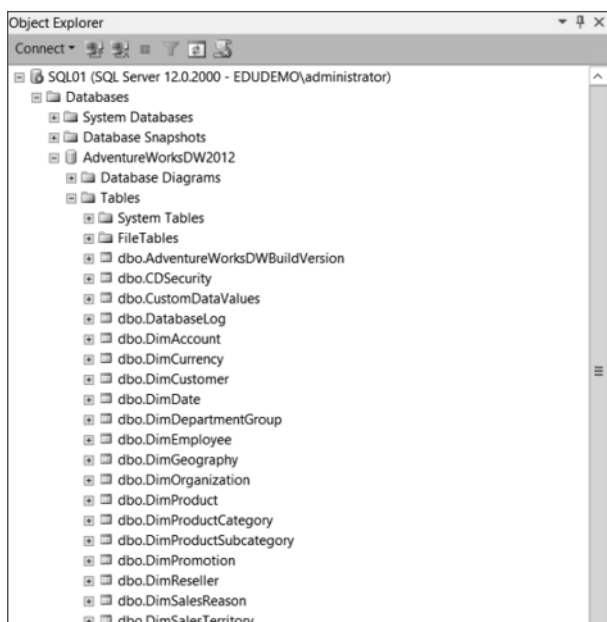 Object Explorer
Connect
SQL01 (SQL Server 12.0.2000 - EDUDEMO\administrator)
Databases
System Databases
Database Snapshots
AdventureWorksDW2012
Database Diagrams
Tables
System Tables
FileTables
dbo.AdventureWorksDWBuildVersion
dbo.CDSecurity
dbo.CustomDataValues
dbo.DatabaseLog
dbo.DimAccount
dbo.DimCurrency
dbo.DimCustomer
dbo.DimDate
dbo.DimDepartmentGroup
dbo.DimEmployee
dbo.DimGeography
dbo.DimOrganization
dbo.DimProduct
dbo.DimProductCategory
dbo.DimProductSubcategory
dbo.DimPromotion
dbo.DimReseller
dbo.DimSalesReason
dbo.DimSalesTerritory